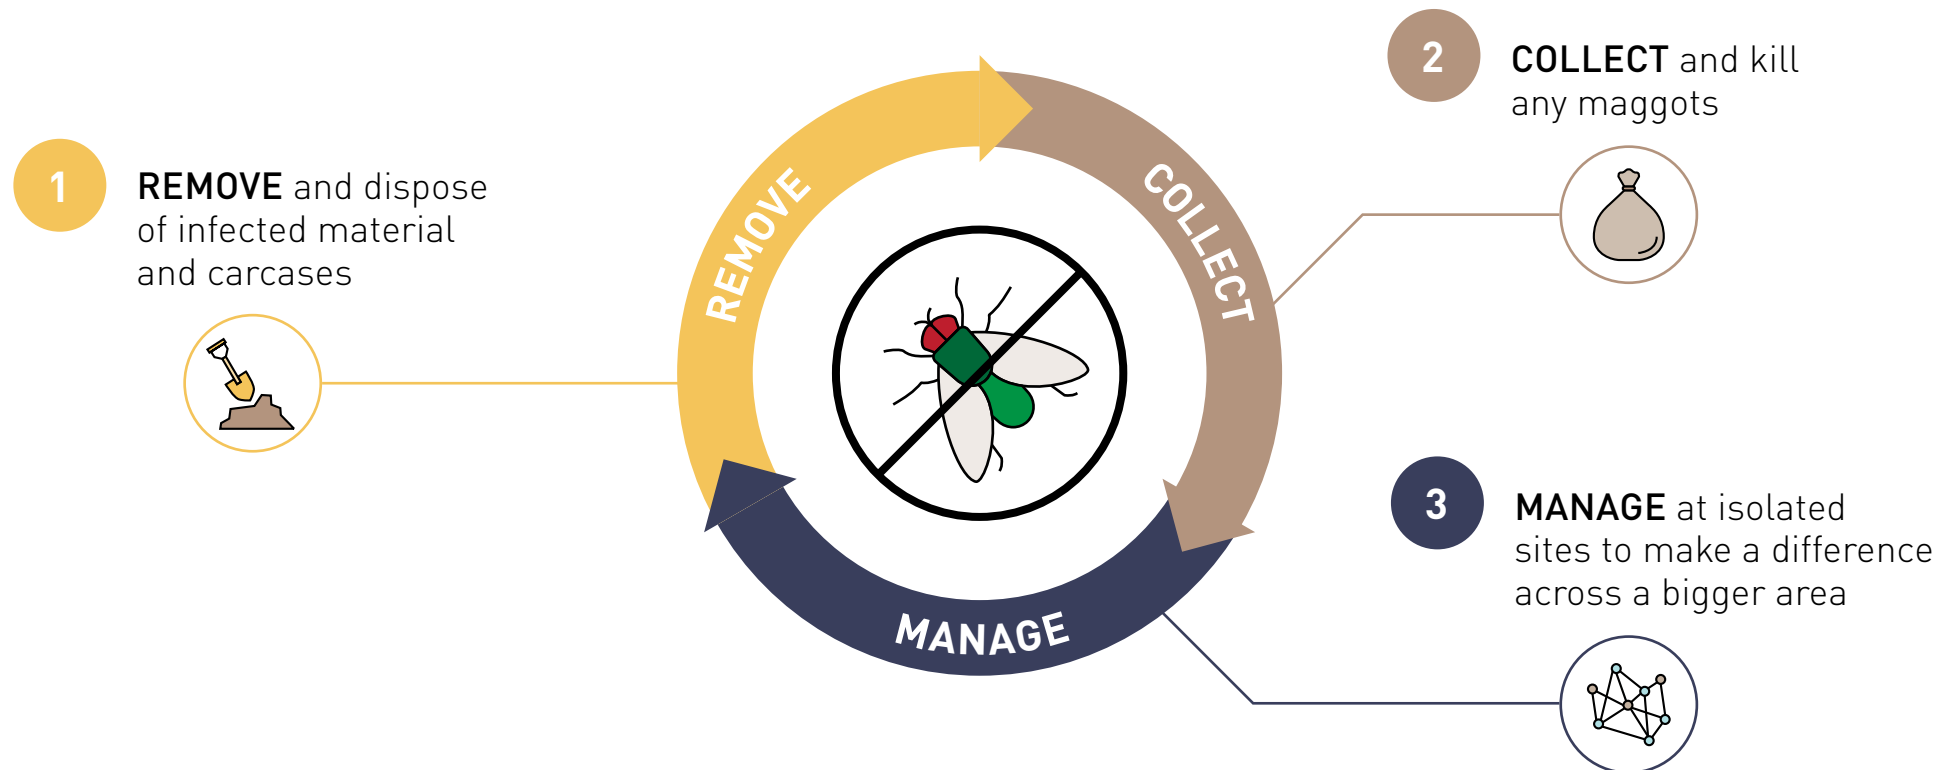 1
REMOVE and dispose
of infected material
and carcases
2
COLLECT and kill
any maggots
3
MANAGE at isolated
sites to make a difference
across a bigger area
REMOVE
COLLECT
MANAGE